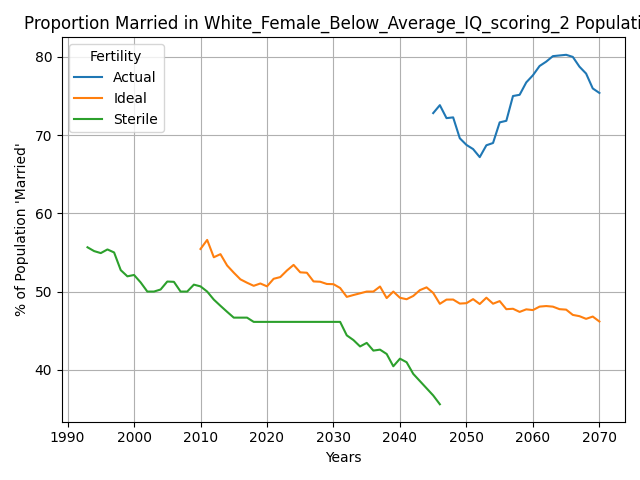 Proportion Married in White_Female_Below_Average_IQ_scoring_2 Populati
Fertility
Actual
Ideal
Sterile
80
70
60
50
40
% of Population 'Married'
1990 2000 2010 2020 2030 2040 2050 2060 2070
Years